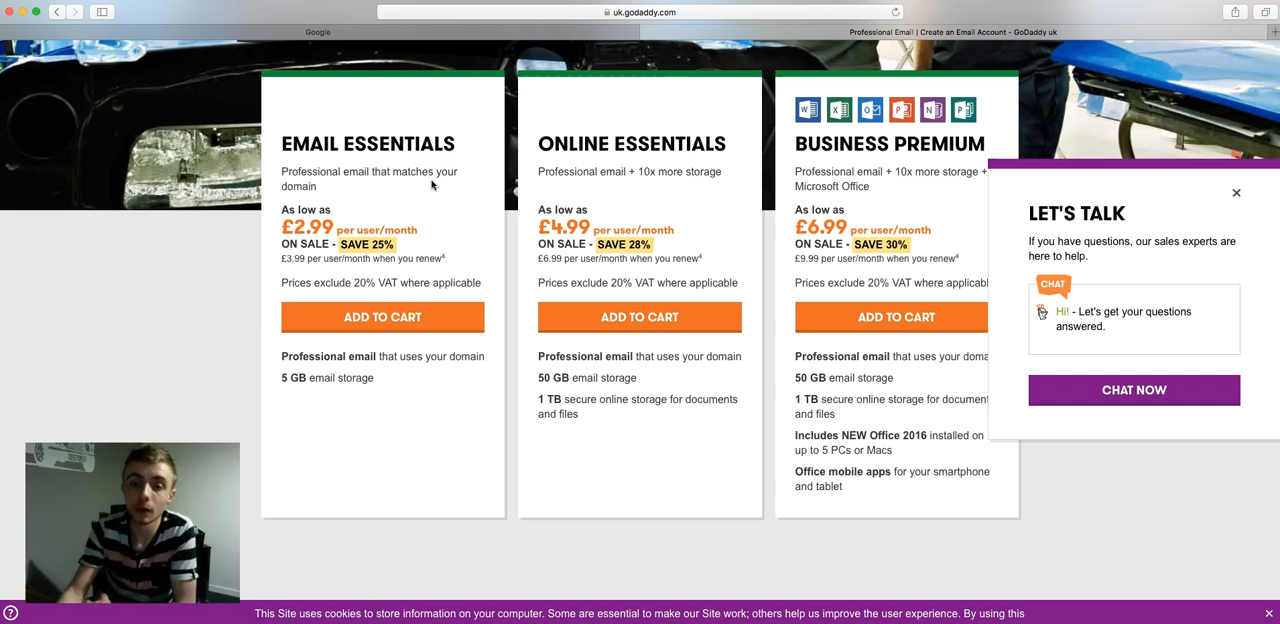 uk.godaddy.com
Google
Professional Email | Create an Email Account - GoDaddy uk
EMAIL ESSENTIALS
Professional email that matches your
domain
As low as
£2.99 per user/month
ON SALE - SAVE 25%
£3.99 per user/month when you renew4
Prices exclude 20% VAT where applicable
ADD TO CART
Professional email that uses your domain
5 GB email storage
ONLINE ESSENTIALS
Professional email + 10x more storage
As low as
£4.99 per user/month
ON SALE - SAVE 28%
£6.99 per user/month when you renew4
Prices exclude 20% VAT where applicable
ADD TO CART
Professional email that uses your domain
50 GB email storage
1 TB secure online storage for documents
and files
BUSINESS PREMIUM
Professional email + 10x more storage +
Microsoft Office
As low as
£6.99 per user/month
ON SALE - SAVE 30%
£9.99 per user/month when you renew4
Prices exclude 20% VAT where applicabl
ADD TO CART
Professional email that uses your doma
50 GB email storage
1 TB secure online storage for document
and files
Includes NEW Office 2016 installed on
up to 5 PCs or Macs
Office mobile apps for your smartphone
and tablet
LET'S TALK
If you have questions, our sales experts are
here to help.
CHAT
Hi! - Let's get your questions
answered.
CHAT NOW
This Site uses cookies to store information on your computer. Some are essential to make our Site work; others help us improve the user experience. By using this